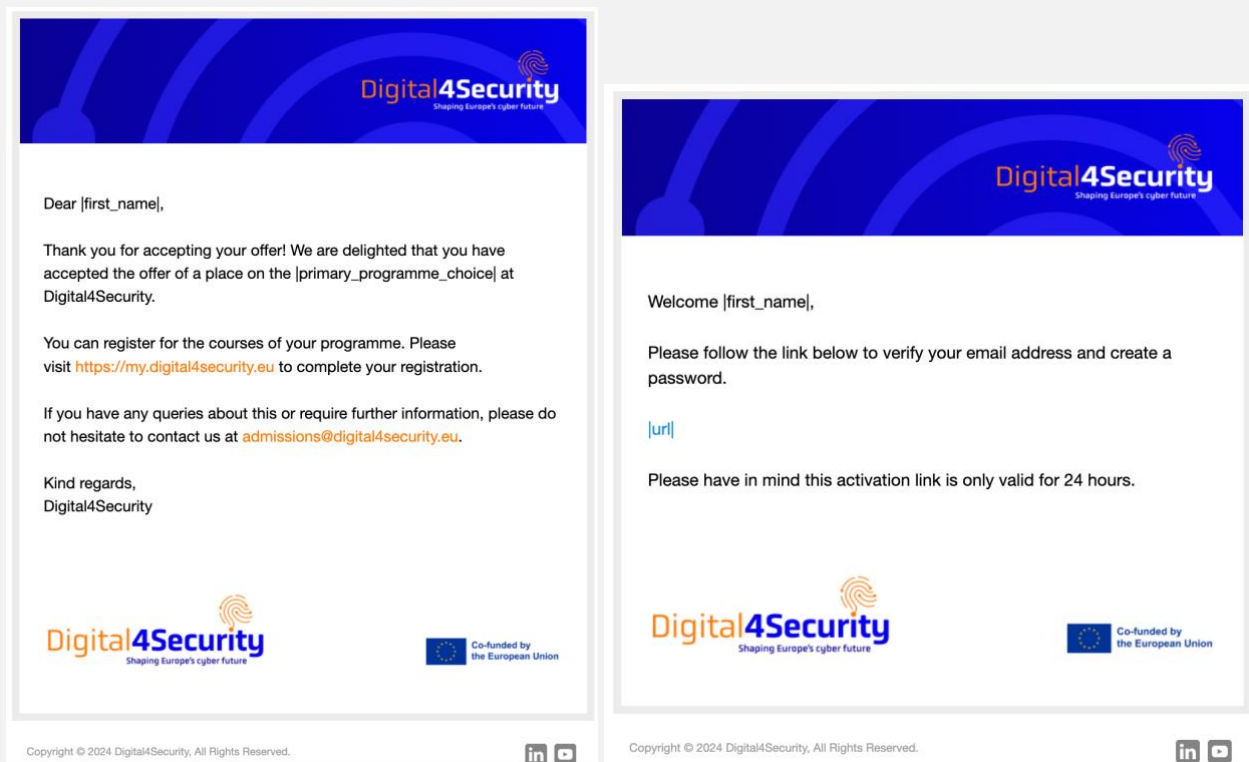 Digital4Security
Shaping Europe's cyber future
Dear |first_name|,
Thank you for accepting your offer! We are delighted that you have
accepted the offer of a place on the |primary_programme_choice| at
Digital4Security.
You can register for the courses of your programme. Please
visit https://my.digital4security.eu to complete your registration.
If you have any queries about this or require further information, please do
not hesitate to contact us at admissions@digital4security.eu.
Kind regards,
Digital4Security
Digital4Security
Shaping Europe's cyber future
Co-funded by
the European Union
Copyright © 2024 Digital4Security, All Rights Reserved.
in
Digital4Security
Shaping Europe's cyber future
Welcome |first_name|,
Please follow the link below to verify your email address and create a
password.
|url|
Please have in mind this activation link is only valid for 24 hours.
Digital4Security
Shaping Europe's cyber future
Co-funded by
the European Union
Copyright © 2024 Digital4Security, All Rights Reserved.
in